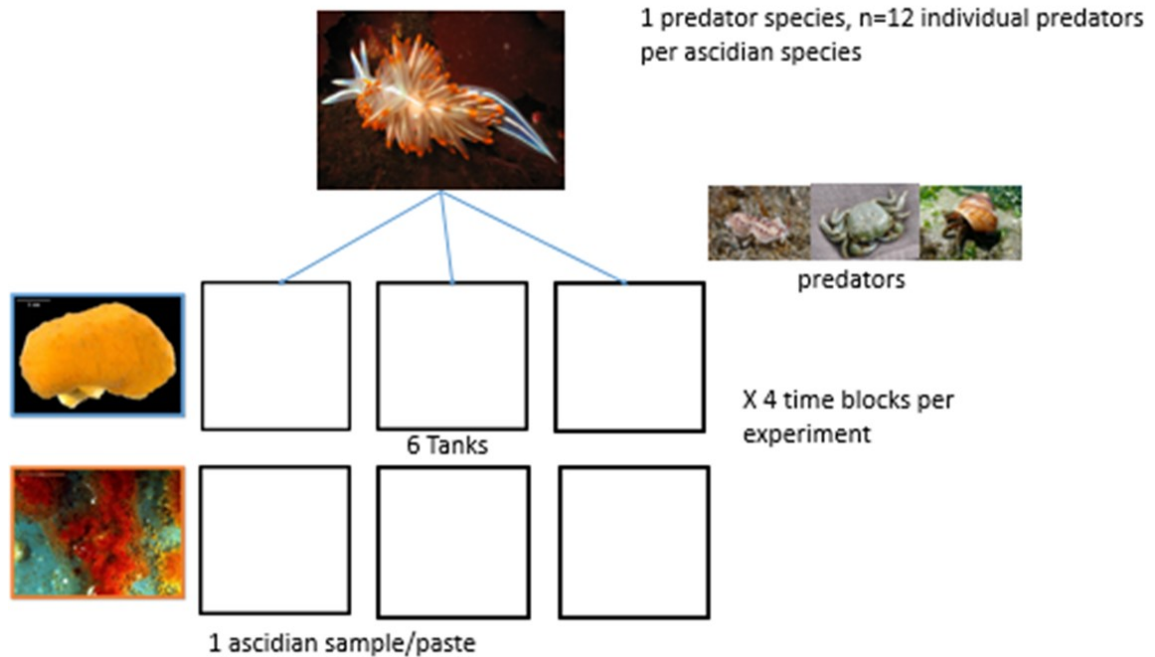 1 predator species, n=12 individual predators
per ascidian species
predators
X 4 time blocks per
experiment
6 Tanks
1 ascidian sample/paste